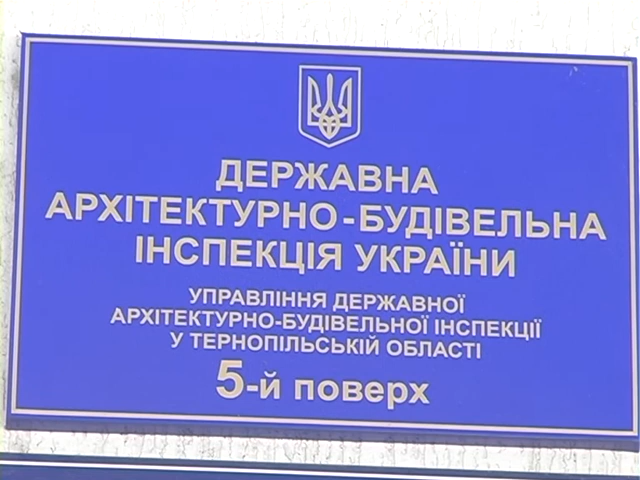 ДЕРЖАВНА
АРХІТЕКТУРНО-БУДІВЕЛЬНА
ІНСПЕКЦІЯ УКРАЇНИ
УПРАВЛІННЯ ДЕРЖАВНОЇ
АРХІТЕКТУРНО-БУДІВЕЛЬНОЇ ІНСПЕКЦІЇ
У ТЕРНОПІЛЬСЬКІЙ ОБЛАСТІ
5-й поверх